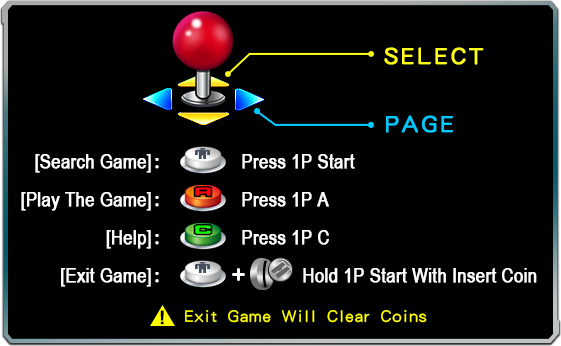 SELECT
PAGE
[Search Game]: Press 1P Start
[Play The Game]: A Press 1P A
[Help]: C Press 1P C
[Exit Game]: + Hold 1P Start With Insert Coin
Exit Game Will Clear Coins